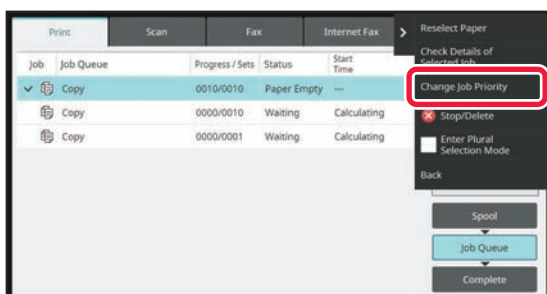 Print
Scan
Fax
Internet Fax
Job
Job Queue
Progress / Sets
Status
Start
Time
Copy
0010/0010
Paper Empty
---
Copy
0000/0010
Waiting
Calculating
Copy
0000/0001
Waiting
Calculating
Reselect Paper
Check Details of
Selected Job
Change Job Priority
Stop/Delete
Enter Plural
Selection Mode
Back
Spool
Job Queue
Complete